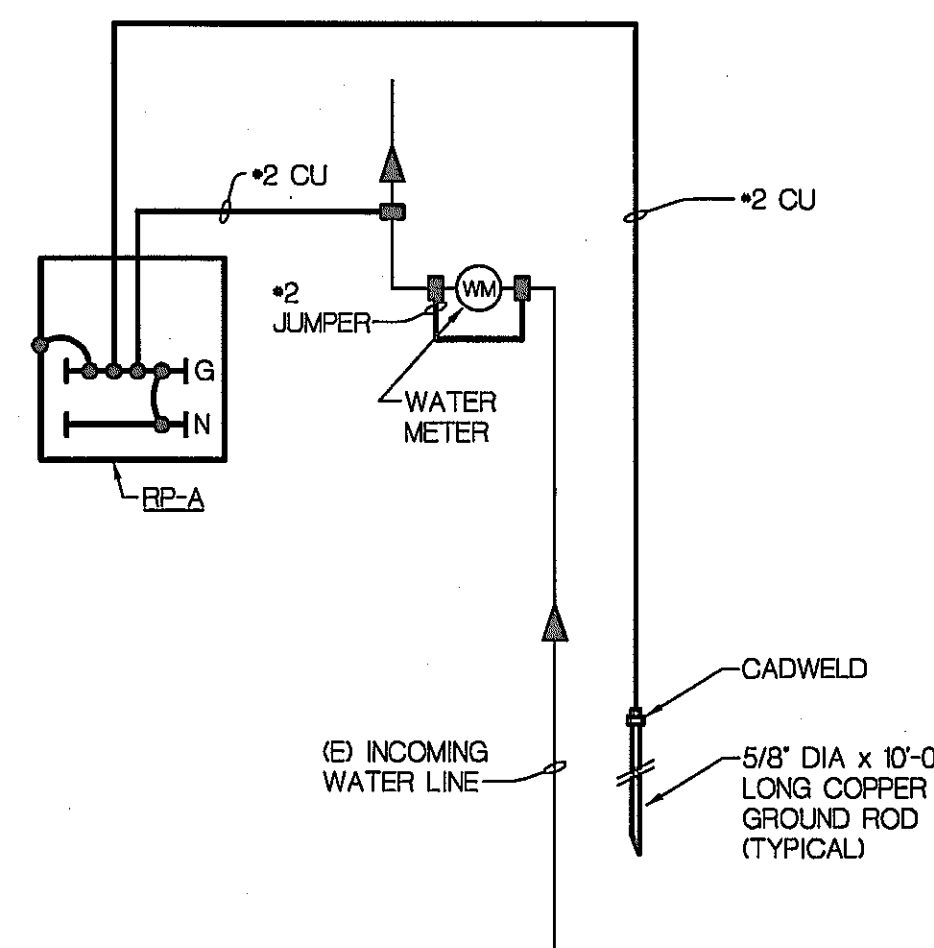 #2 CU
#2 CU
#2
JUMPER
WM
WATER
METER
G
N
RP-A
CADWELD
(E) INCOMING
WATER LINE
5/8" DIA x 10'-0
LONG COPPER
GROUND ROD
(TYPICAL)